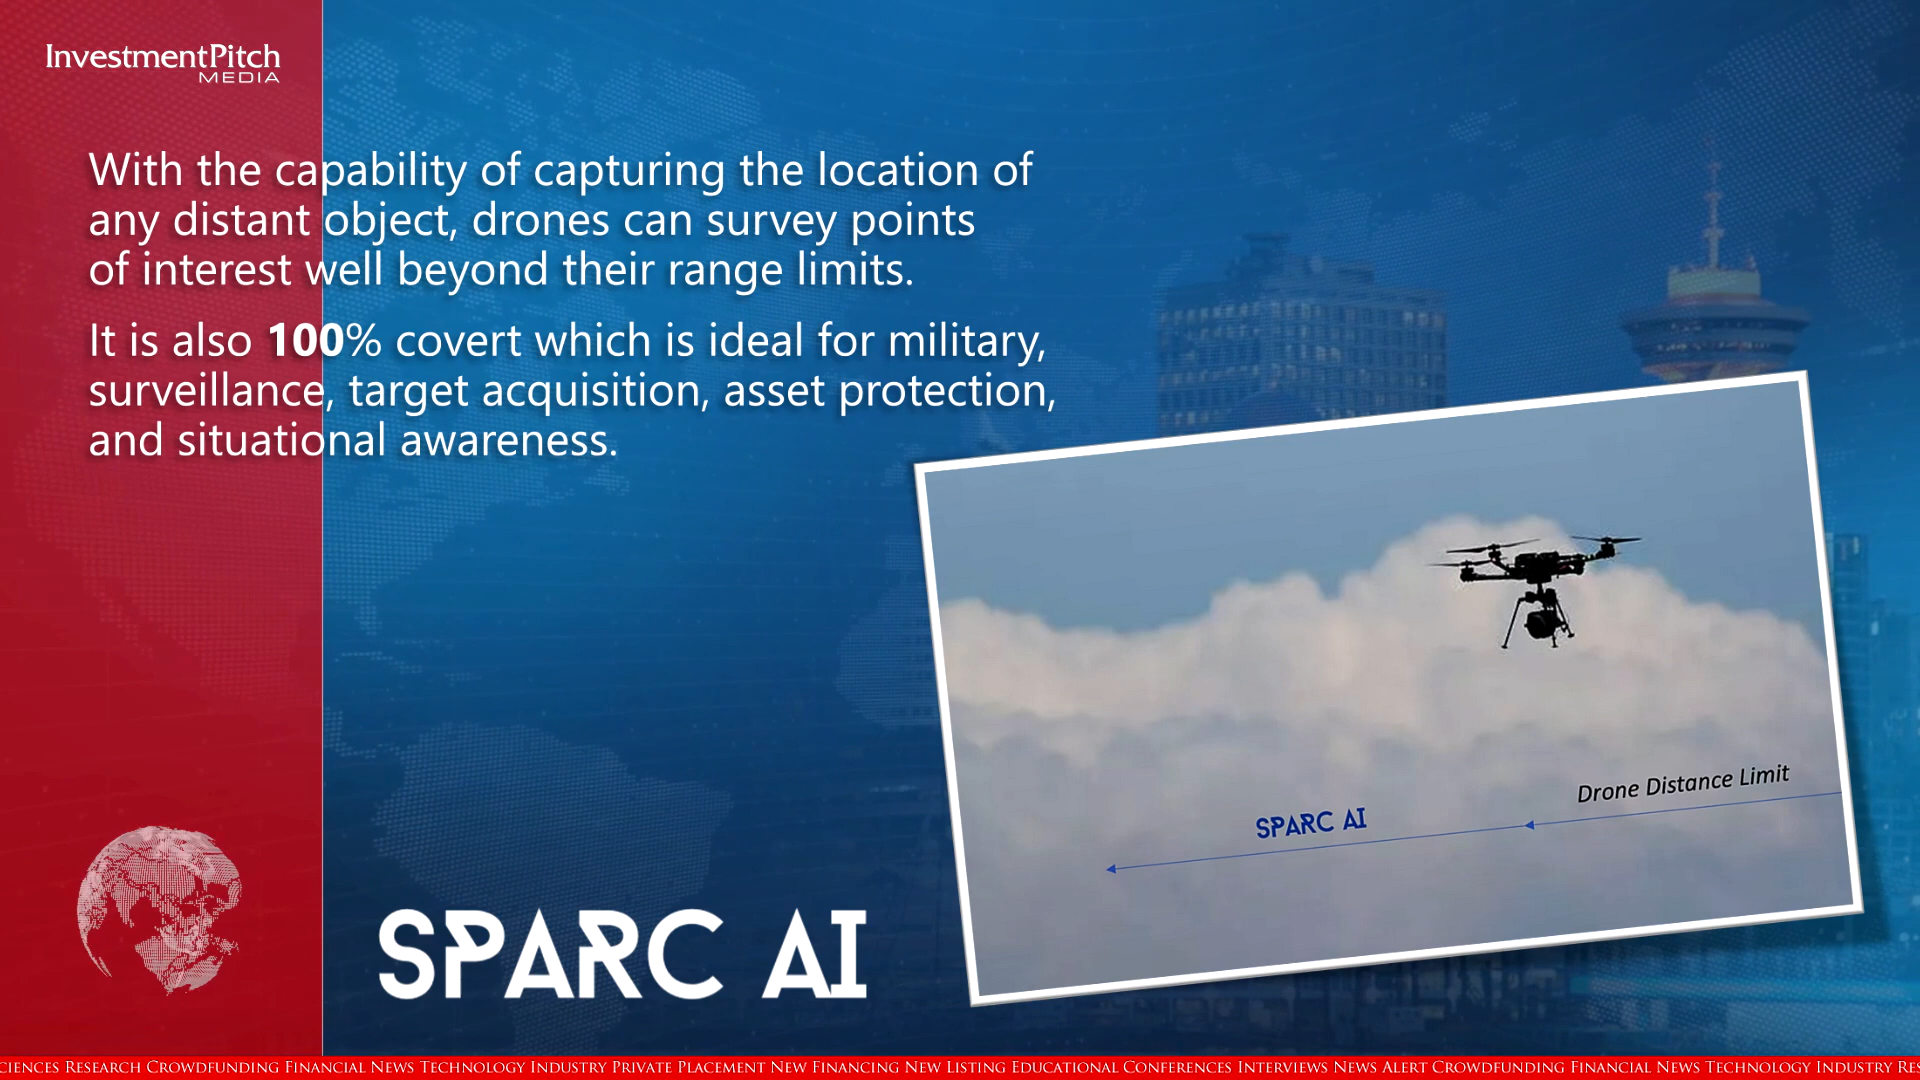 InvestmentPitch
MEDIA
With the capability of capturing the location of
any distant object, drones can survey points
of interest well beyond their range limits.
It is also 100% covert which is ideal for military,
surveillance, target acquisition, asset protection,
and situational awareness.
Drone Distance Limit
SPARC AI
SPARC AI
CIENCES RESEARCH CROWDFUNDING FINANCIAL NEWS TECHNOLOGY INDUSTRY PRIVATE PLACEMENT NEW FINANCING NEW LISTING EDUCATIONAL CONFERENCES INTERVIEWS NEWS ALERT CROWDFUNDING FINANCIAL NEWS TECHNOLOGY INDUSTRY RES